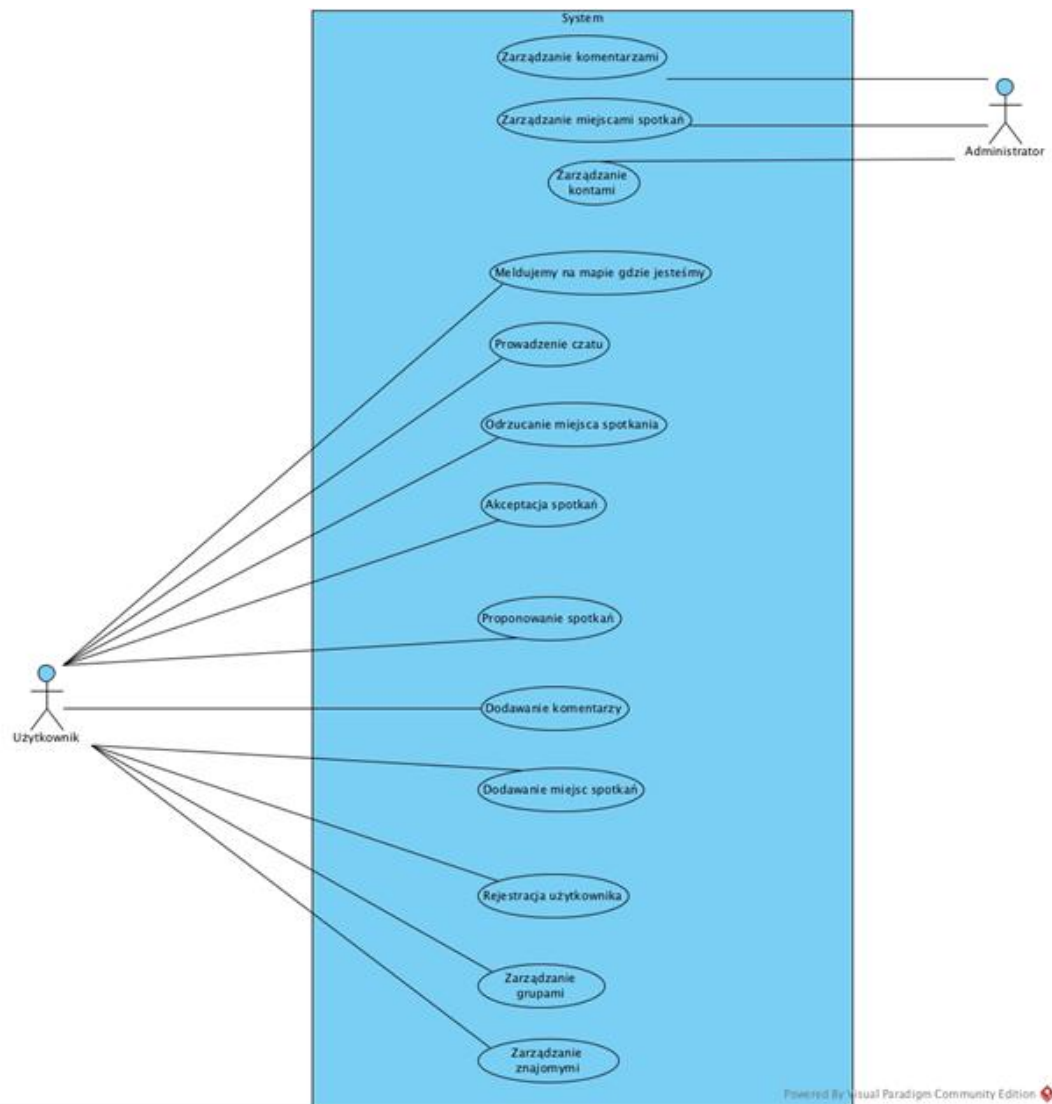 System
Zarządzanie komentarzami
Zarządzanie miejscami spotkań
Administrator
Zarządzanie
kontami
Meldujemy na mapie gdzie jesteśmy
Prowadzenie czatu
Odrzucanie miejsca spotkania
Akceptacja spotkań
Proponowanie spotkań
Dodawanie komentarzy
Użytkownik
Dodawanie miejsc spotkań
Rejestracja użytkownika
Zarządzanie
grupami
Zarządzanie
znajomymi
Powered By Visual Paradigm Community Edition